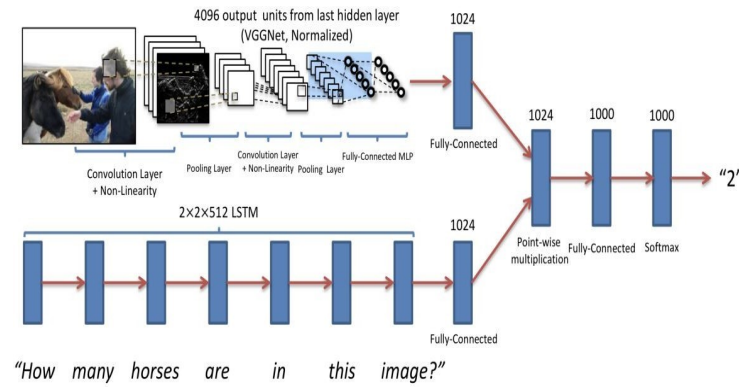 4096 output units from last hidden layer
(VGGNet, Normalized)
1024
Fully-Connected
Convolution Layer
+ Non-Linearity
Pooling Layer
Convolution Layer
+ Non-Linearity
Pooling Layer
Fully-Connected MLP
1024
Point-wise
multiplication
1000
Fully-Connected
1000
Softmax
“2”
2×2×512 LSTM
1024
Fully-Connected
“How many horses are in this image?”